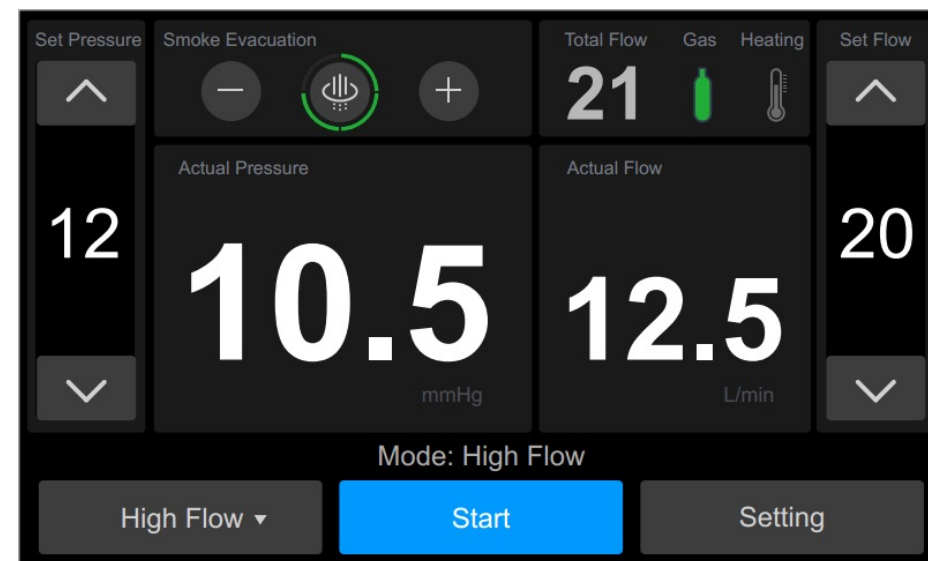 Set Pressure
Smoke Evacuation
Total Flow Gas Heating
Set Flow
21
12
Actual Pressure
10.5
mmHg
Actual Flow
12.5
L/min
20
Mode: High Flow
High Flow
Start
Setting